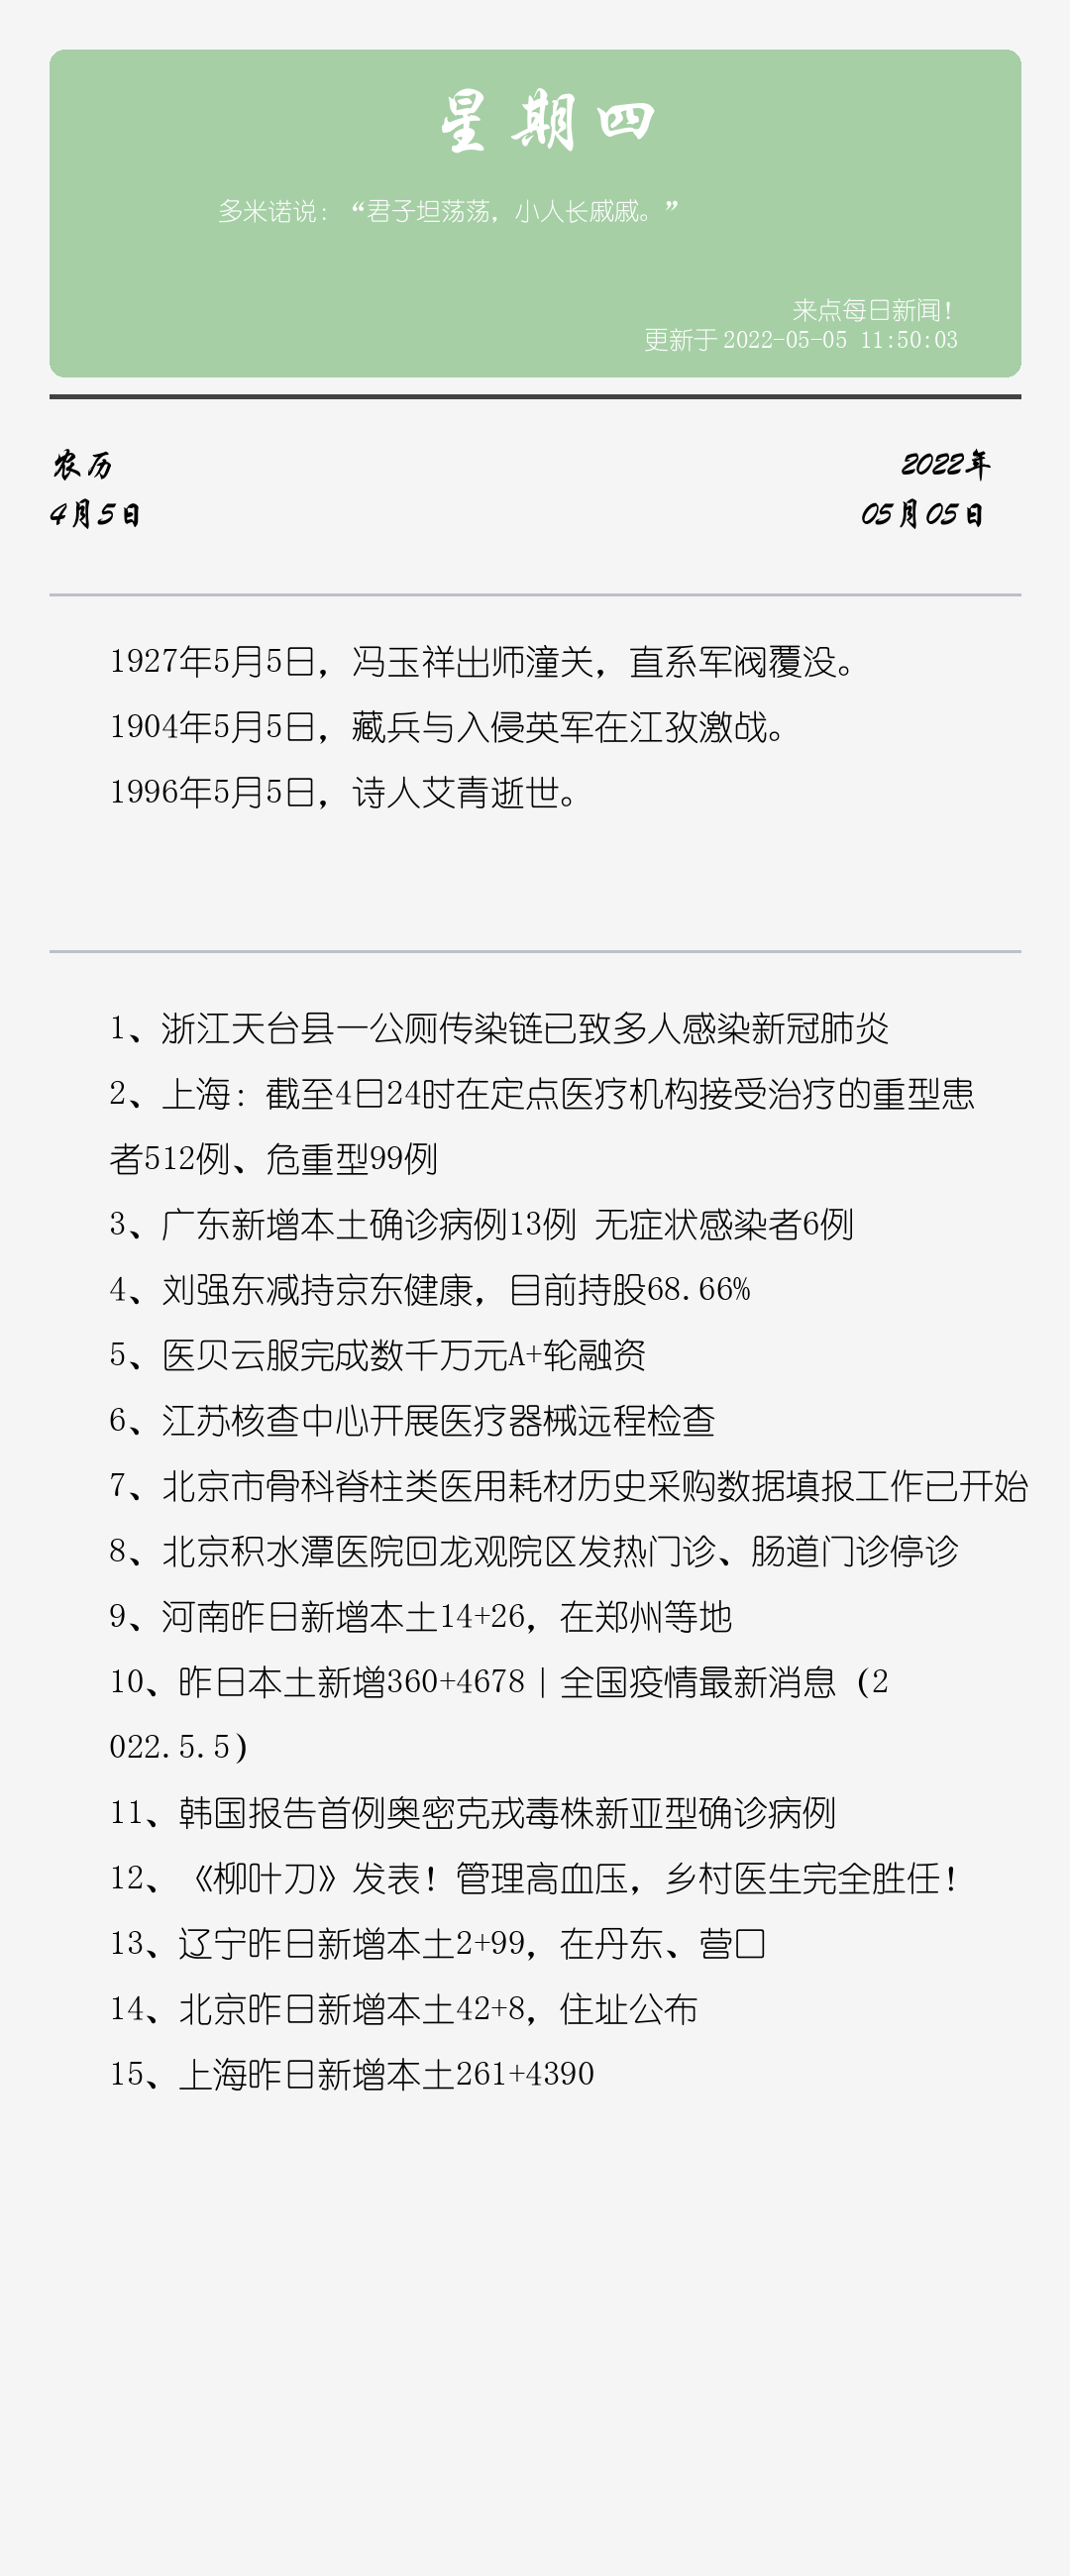 星期四
多米诺说：“君子坦荡荡，小人长戚戚。”
来点每日新闻！
更新于 2022-05-05 11:50:03
农历
2022年
4月5日
05月05日
1927年5月5日，冯玉祥出师潼关，直系军阀覆没。
1904年5月5日，藏兵与入侵英军在江孜激战。
1996年5月5日，诗人艾青逝世。
1、浙江天台县一公厕传染链已致多人感染新冠肺炎
2、上海：截至4日24时在定点医疗机构接受治疗的重型患
者512例、危重型99例
3、广东新增本土确诊病例13例 无症状感染者6例
4、刘强东减持京东健康，目前持股68.66%
5、医贝云服完成数千万元A+轮融资
6、江苏核查中心开展医疗器械远程检查
7、北京市骨科脊柱类医用耗材历史采购数据填报工作已开始
8、北京积水潭医院回龙观院区发热门诊、肠道门诊停诊
9、河南昨日新增本土14+26，在郑州等地
10、昨日本土新增360+4678丨全国疫情最新消息（2
022.5.5）
11、韩国报告首例奥密克戎毒株新亚型确诊病例
12、《柳叶刀》发表！管理高血压，乡村医生完全胜任！
13、辽宁昨日新增本土2+99，在丹东、营口
14、北京昨日新增本土42+8，住址公布
15、上海昨日新增本土261+4390